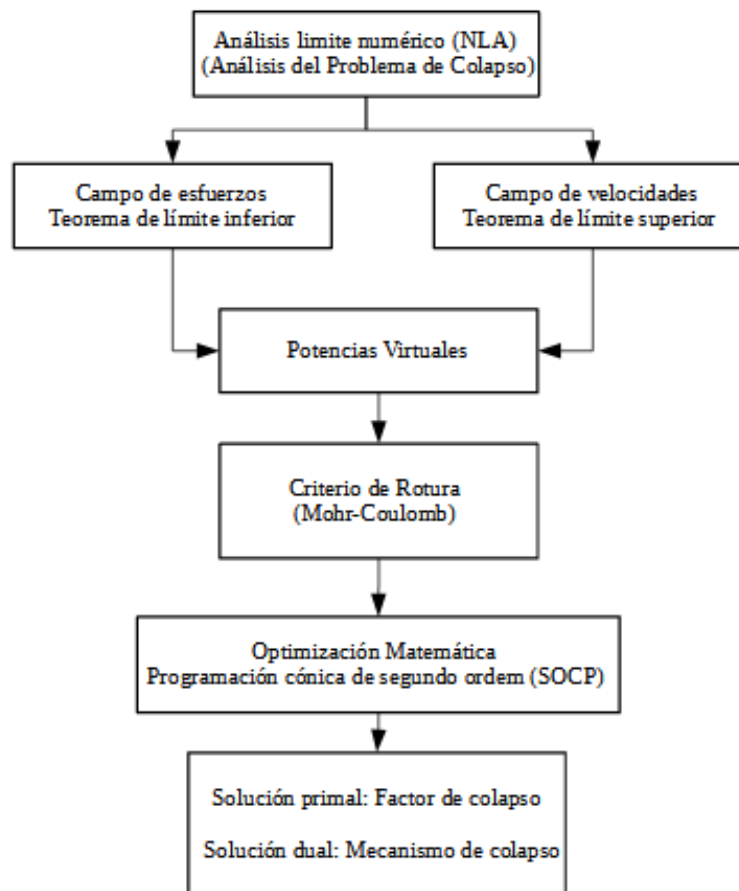 Análisis limite numérico (NLA)
(Análisis del Problema de Colapso)
Campo de esfuerzos
Teorema de límite inferior
Campo de velocidades
Teorema de límite superior
Potencias Virtuales
Criterio de Rotura
(Mohr-Coulomb)
Optimización Matemática
Programación cónica de segundo ordem (SOCP)
Solución primal: Factor de colapso
Solución dual: Mecanismo de colapso